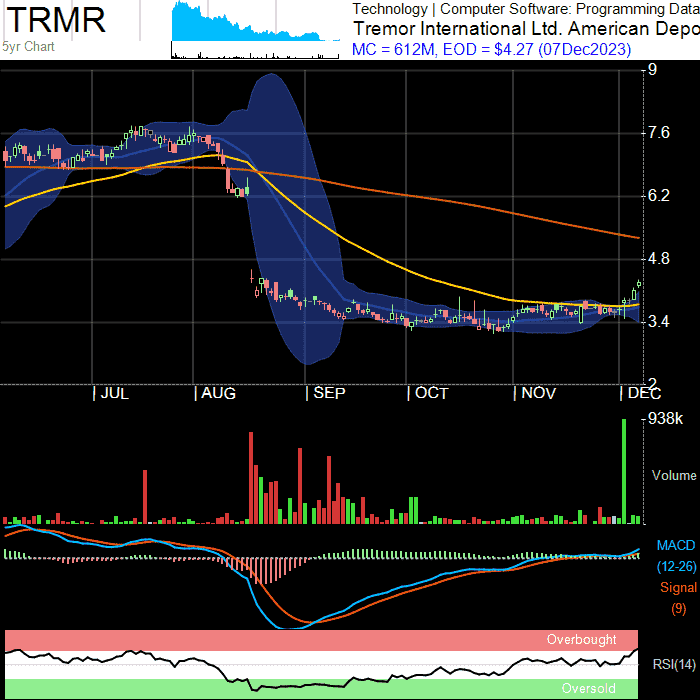 TRMR
5yr Chart
Technology | Computer Software: Programming Data
Tremor International Ltd. American Depo
MC = 612M, EOD = $4.27 (07Dec2023)
9
7.6
6.2
4.8
3.4
2
JUL AUG SEP OCT NOV DEC
938k
Volume
MACD
(12-26)
Signal
(9)
Overbought
RSI(14)
Oversold